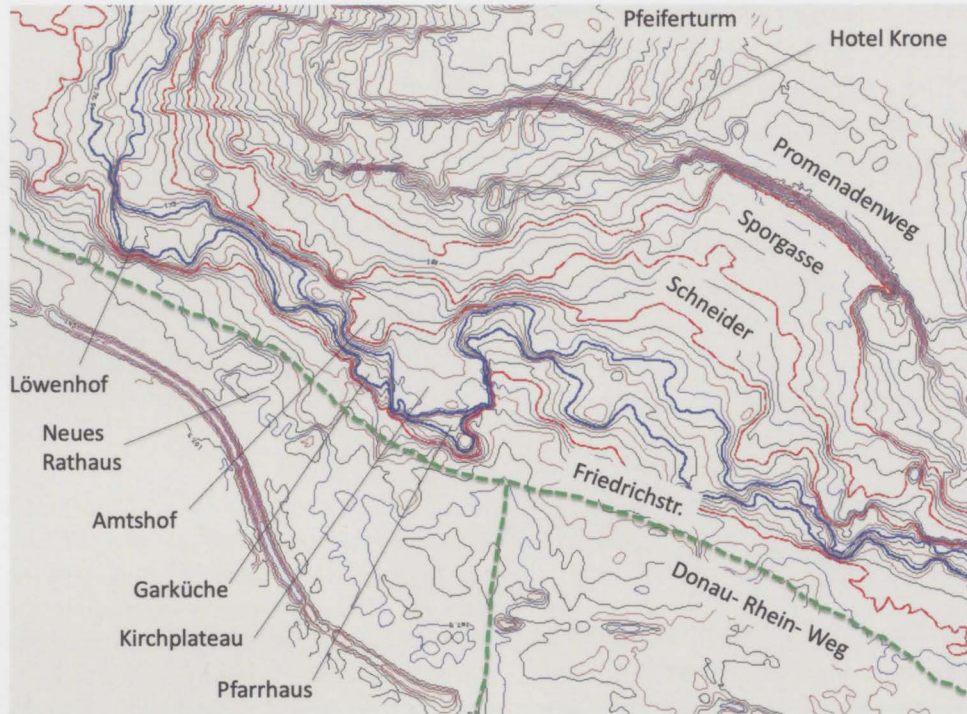 Pfeiferturm
Hotel Krone
Promenadenweg
Sporgasse
Schneider
Löwenhof
Neues
Rathaus
Amtshof
Garküche
Kirchplateau
Pfarrhaus
Friedrichstr.
Donau- Rhein- Weg